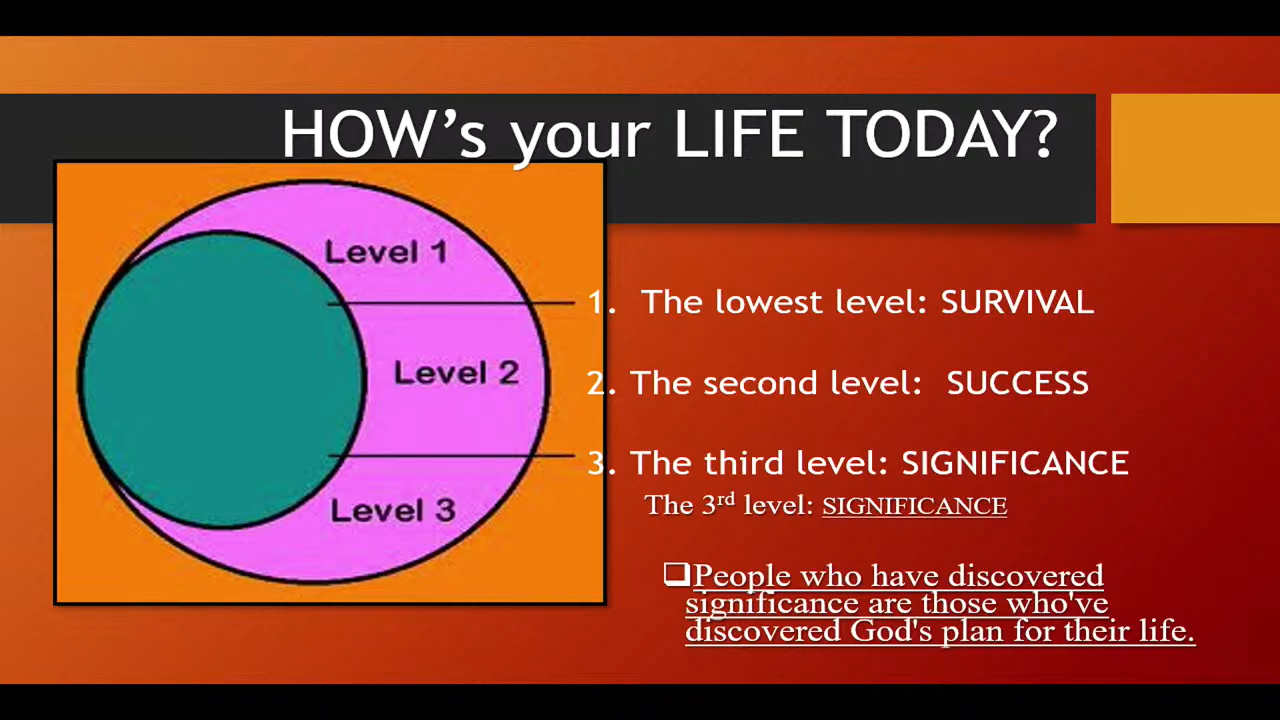 HOW's your LIFE TODAY?
Level 1
Level 2
Level 3
1. The lowest level: SURVIVAL
2. The second level: SUCCESS
3. The third level: SIGNIFICANCE
The 3rd level: SIGNIFICANCE
❑People who have discovered
significance are those who've
discovered God's plan for their life.